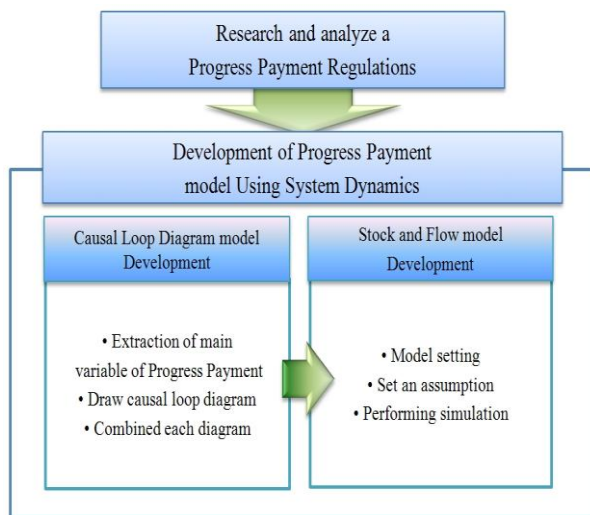 Research and analyze a
Progress Payment Regulations
Development of Progress Payment
model Using System Dynamics
Causal Loop Diagram model
Development
• Extraction of main
variable of Progress Payment
• Draw causal loop diagram
• Combined each diagram
Stock and Flow model
Development
• Model setting
• Set an assumption
• Performing simulation